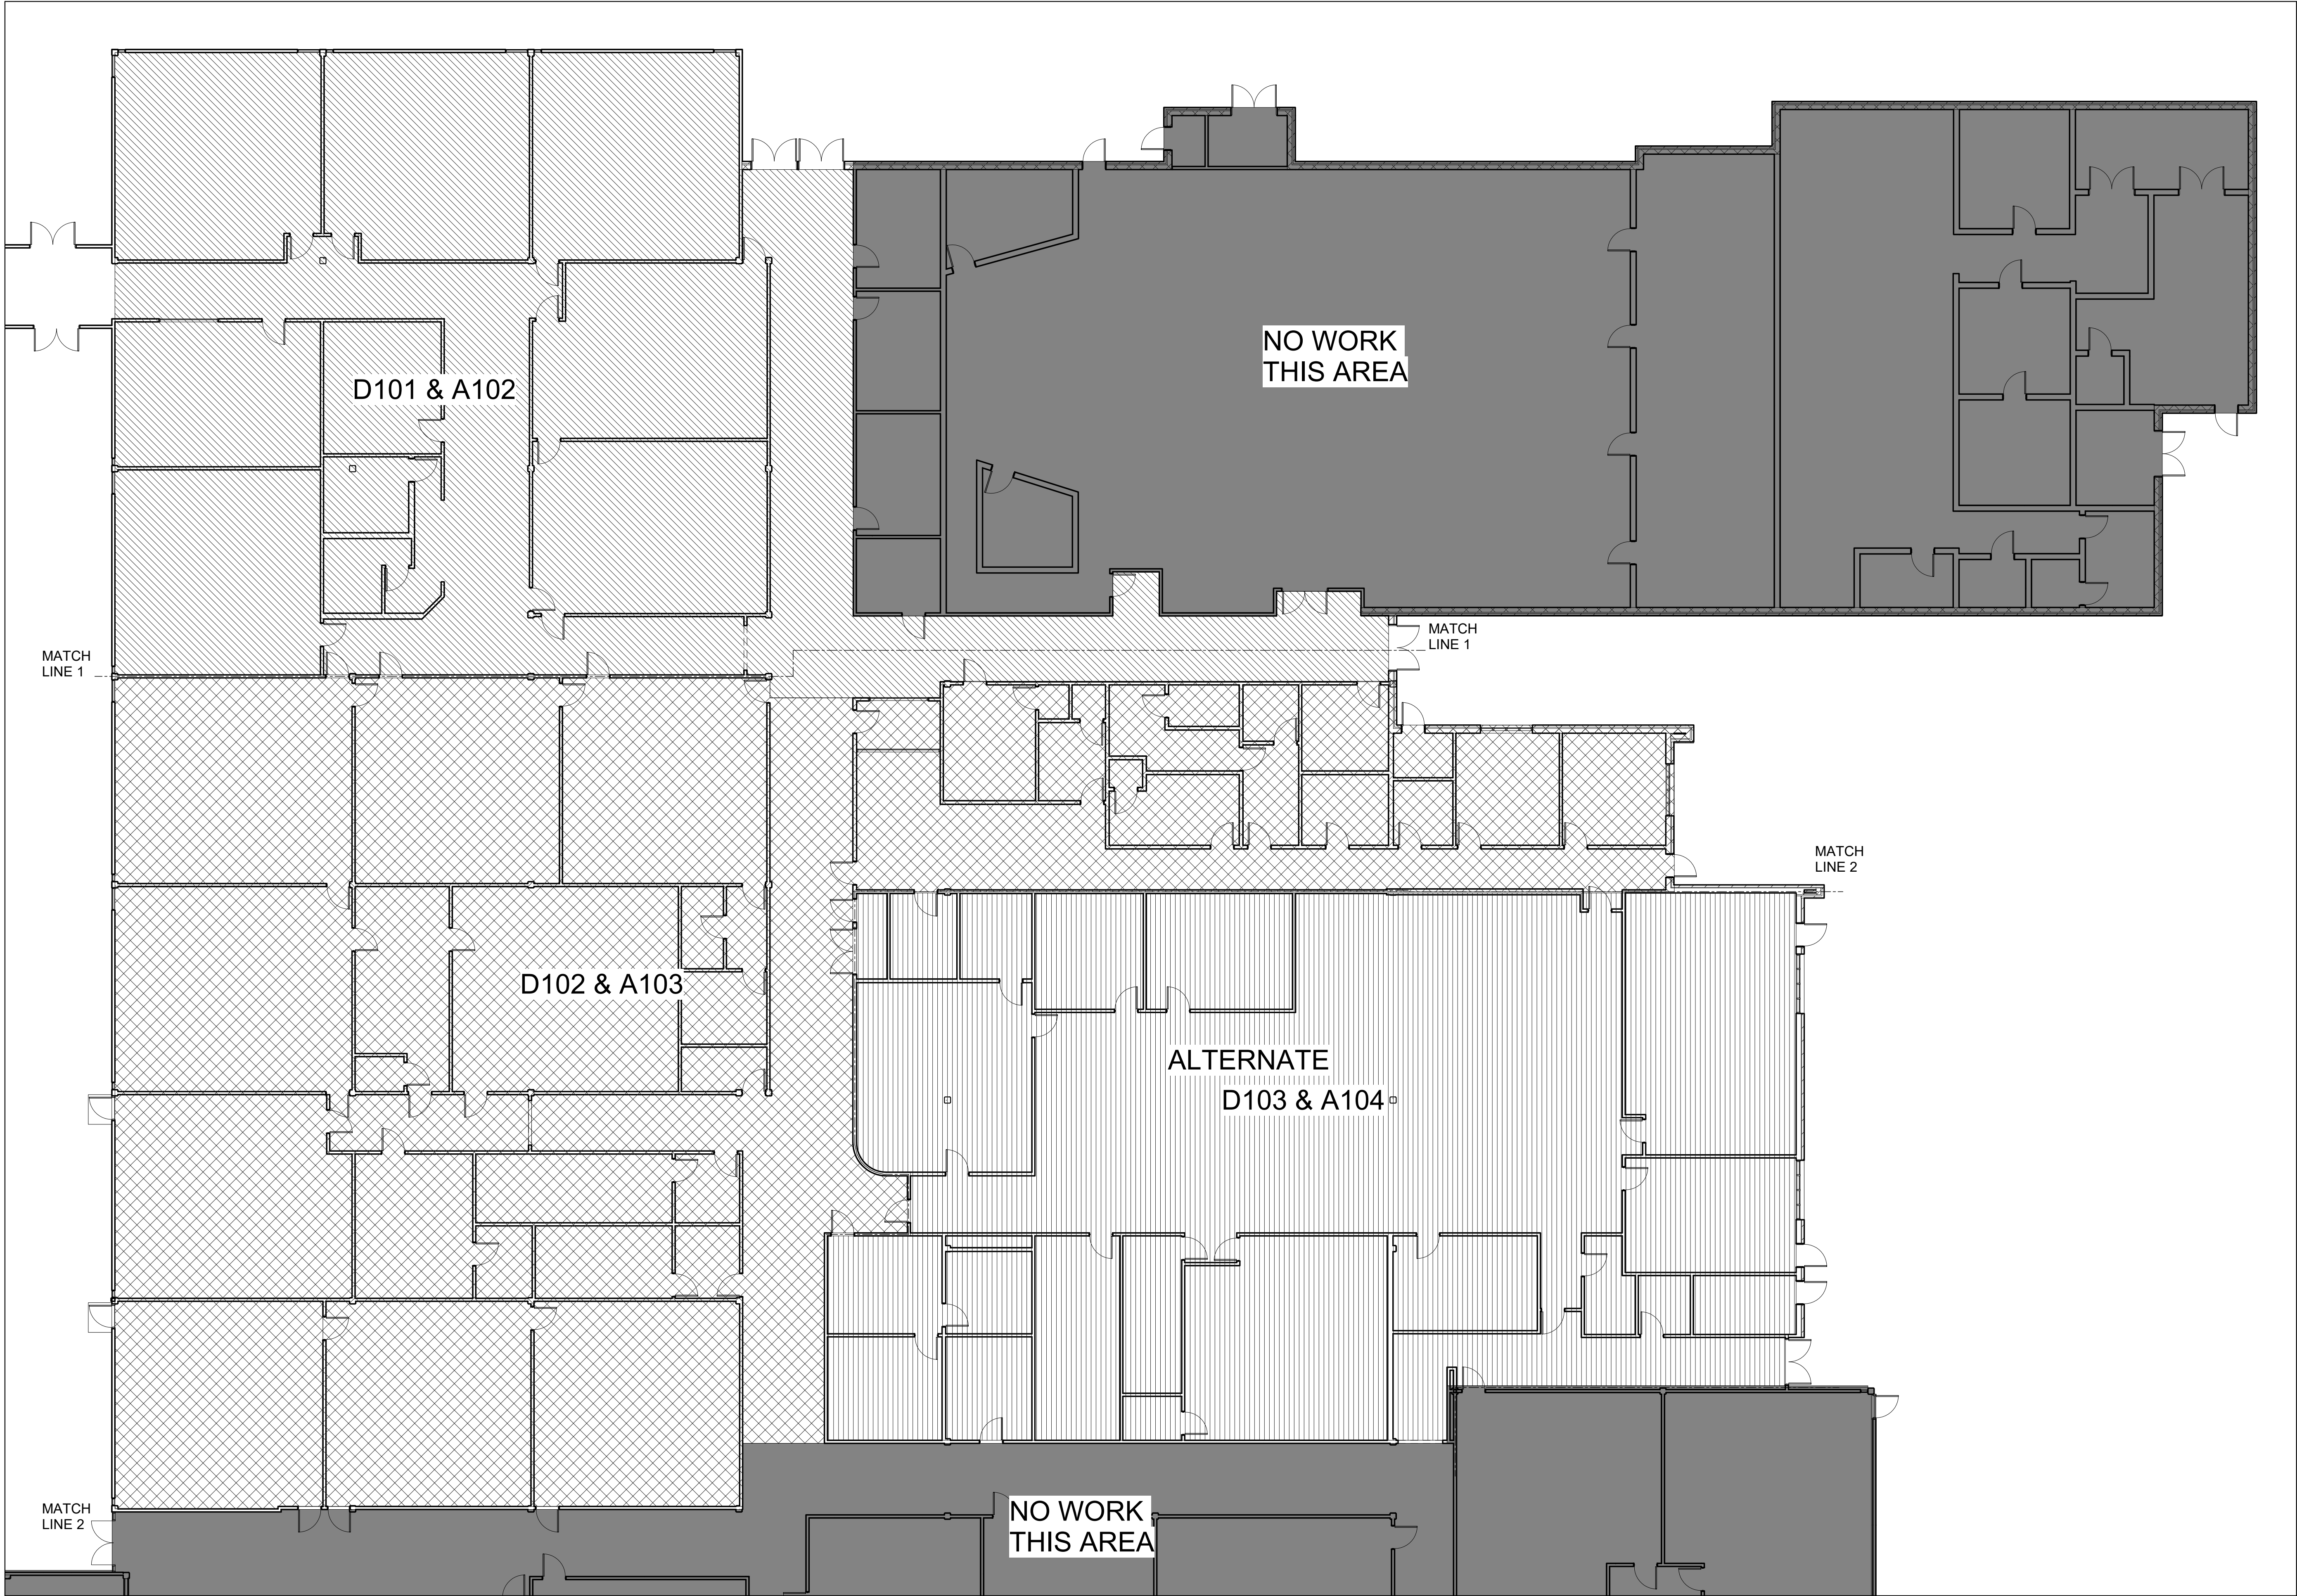 NO WORK
THIS AREA
D101 & A102
MATCH
LINE 1
MATCH
LINE 1
MATCH
LINE 2
D102 & A103
ALTERNATE
D103 & A104
MATCH
LINE 2
NO WORK
THIS AREA